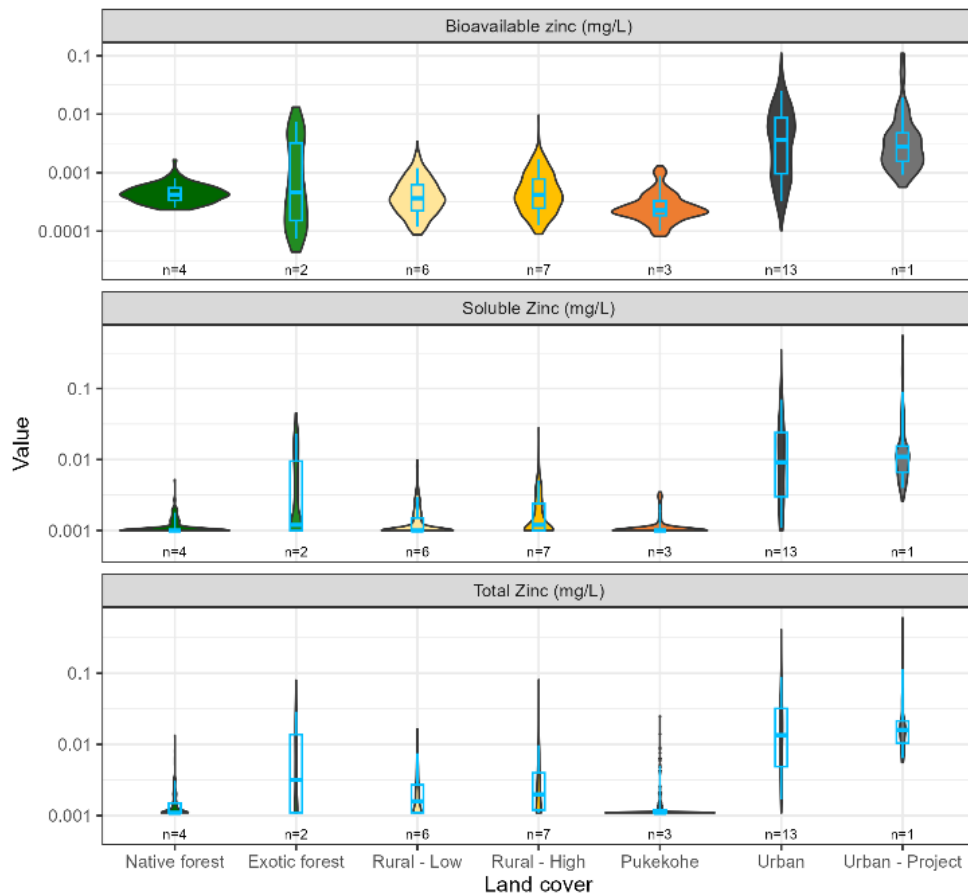 Bioavailable zinc (mg/L)
0.1
0.01
0.001
0.0001
n=4 n=2 n=6 n=7 n=3 n=13 n=1
Soluble Zinc (mg/L)
0.1
0.01
0.001
n=4 n=2 n=6 n=7 n=3 n=13 n=1
Value
Total Zinc (mg/L)
0.1
0.01
0.001
n=4 n=2 n=6 n=7 n=3 n=13 n=1
Native forest Exotic forest Rural - Low Rural - High Pukekohe Urban Urban - Project
Land cover